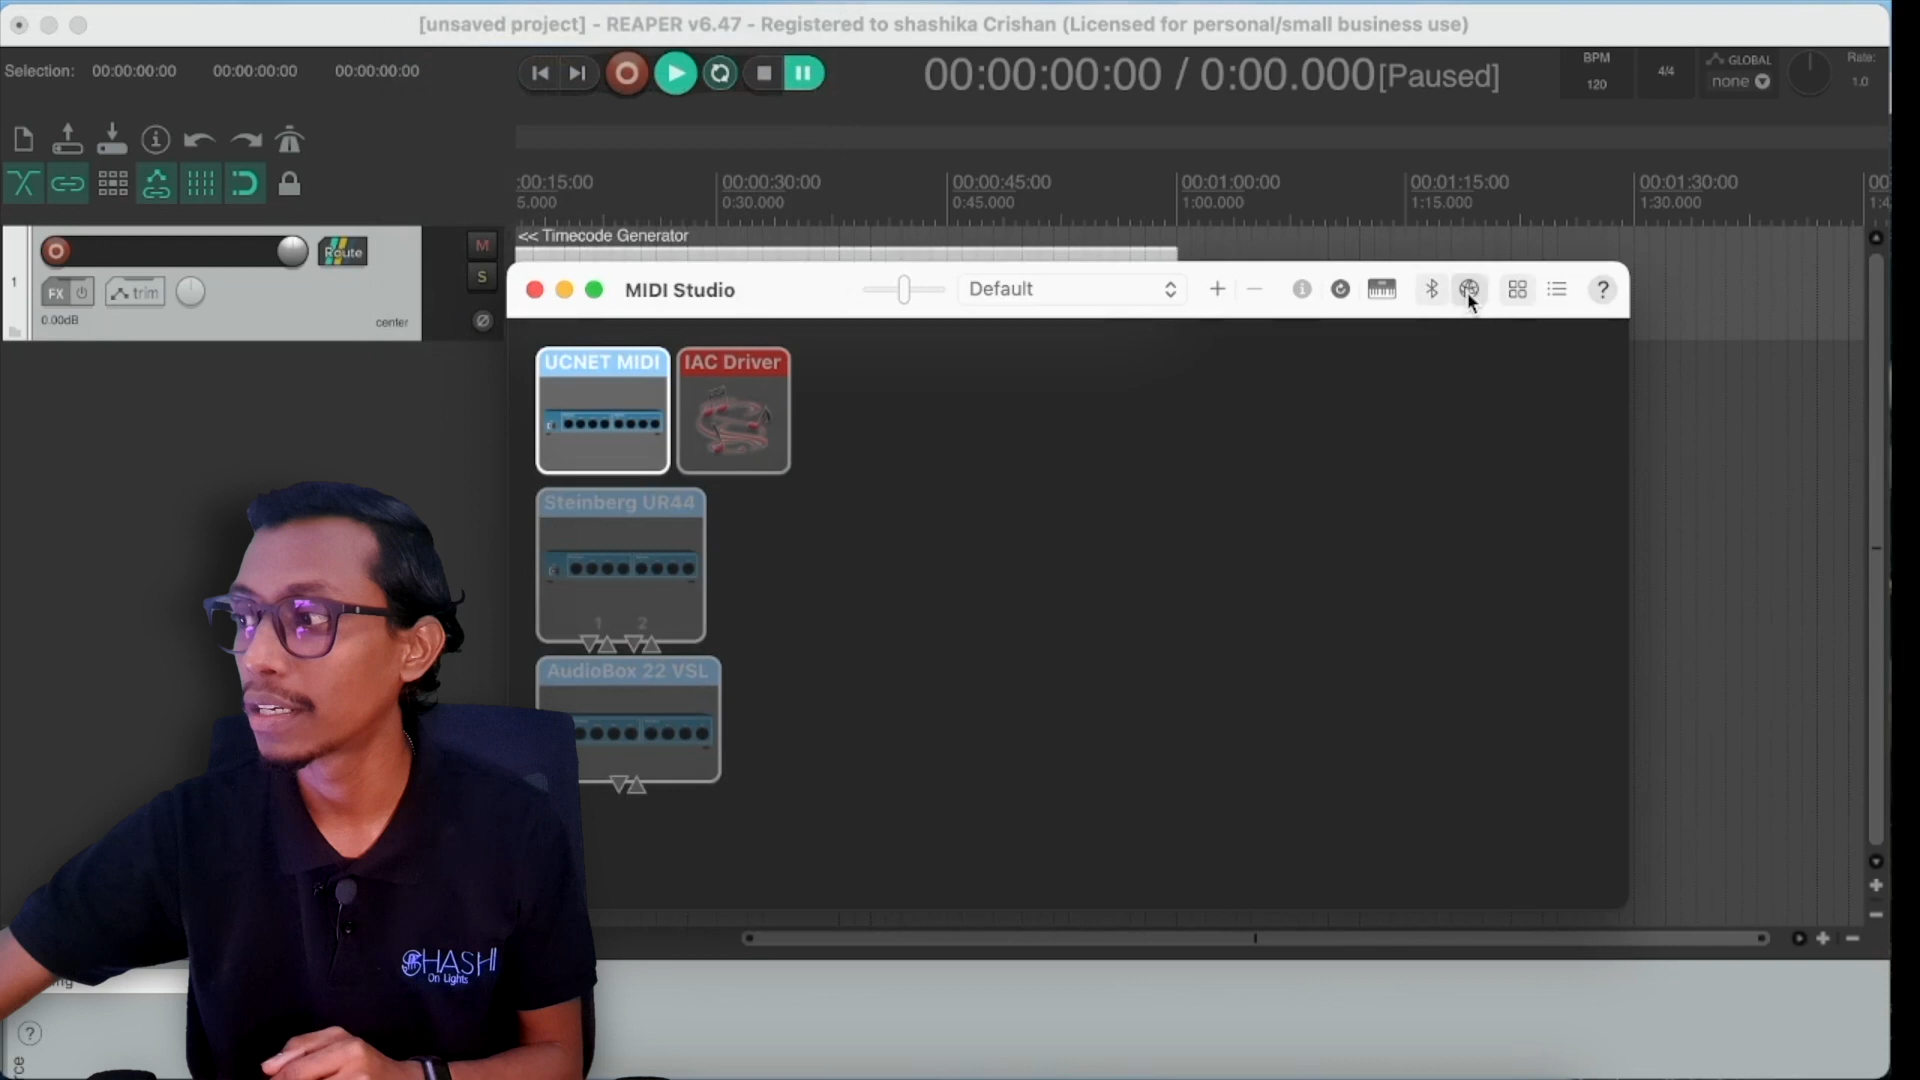 [unsaved project] - REAPER v6.47 - Registered to shashika Crishan (Licensed for personal/small business use)
Selection: 00:00:00:00 00:00:00:00 00:00:00:00
00:00:00:00 / 0:00.000 [Paused]
BPM
120
4/4
GLOBAL
none
Rate:
1.0
:00:15:00 00:00:30:00 00:00:45:00 00:01:00:00 00:01:15:00 00:01:30:00 00
5.000 0:30.000 0:45.000 1:00.000 1:15.000 1:30.000 1:4
<< Timecode Generator
1
Route
M
S
FX
trim
0.00dB
center
MIDI Studio
Default
?
UCNET MIDI
IAC Driver
Steinberg UR44
1 2
AudioBox 22 VSL
SHASHI
On Lights
?